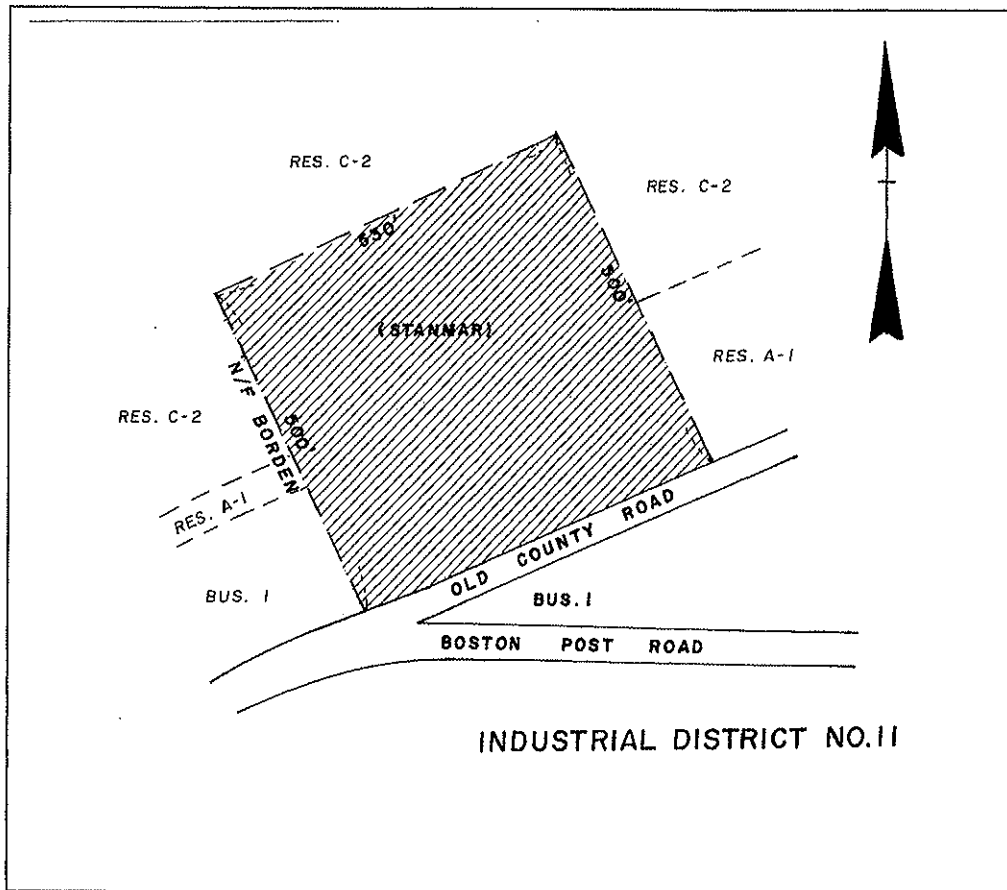 RES. C-2
RES. C-2
530'
500'
(STANMAR)
RES. A-1
N/F BORDEN
500'
RES. C-2
RES. A-1
OLD COUNTY ROAD
BUS. 1
BUS. 1
BOSTON POST ROAD
INDUSTRIAL DISTRICT NO. 11